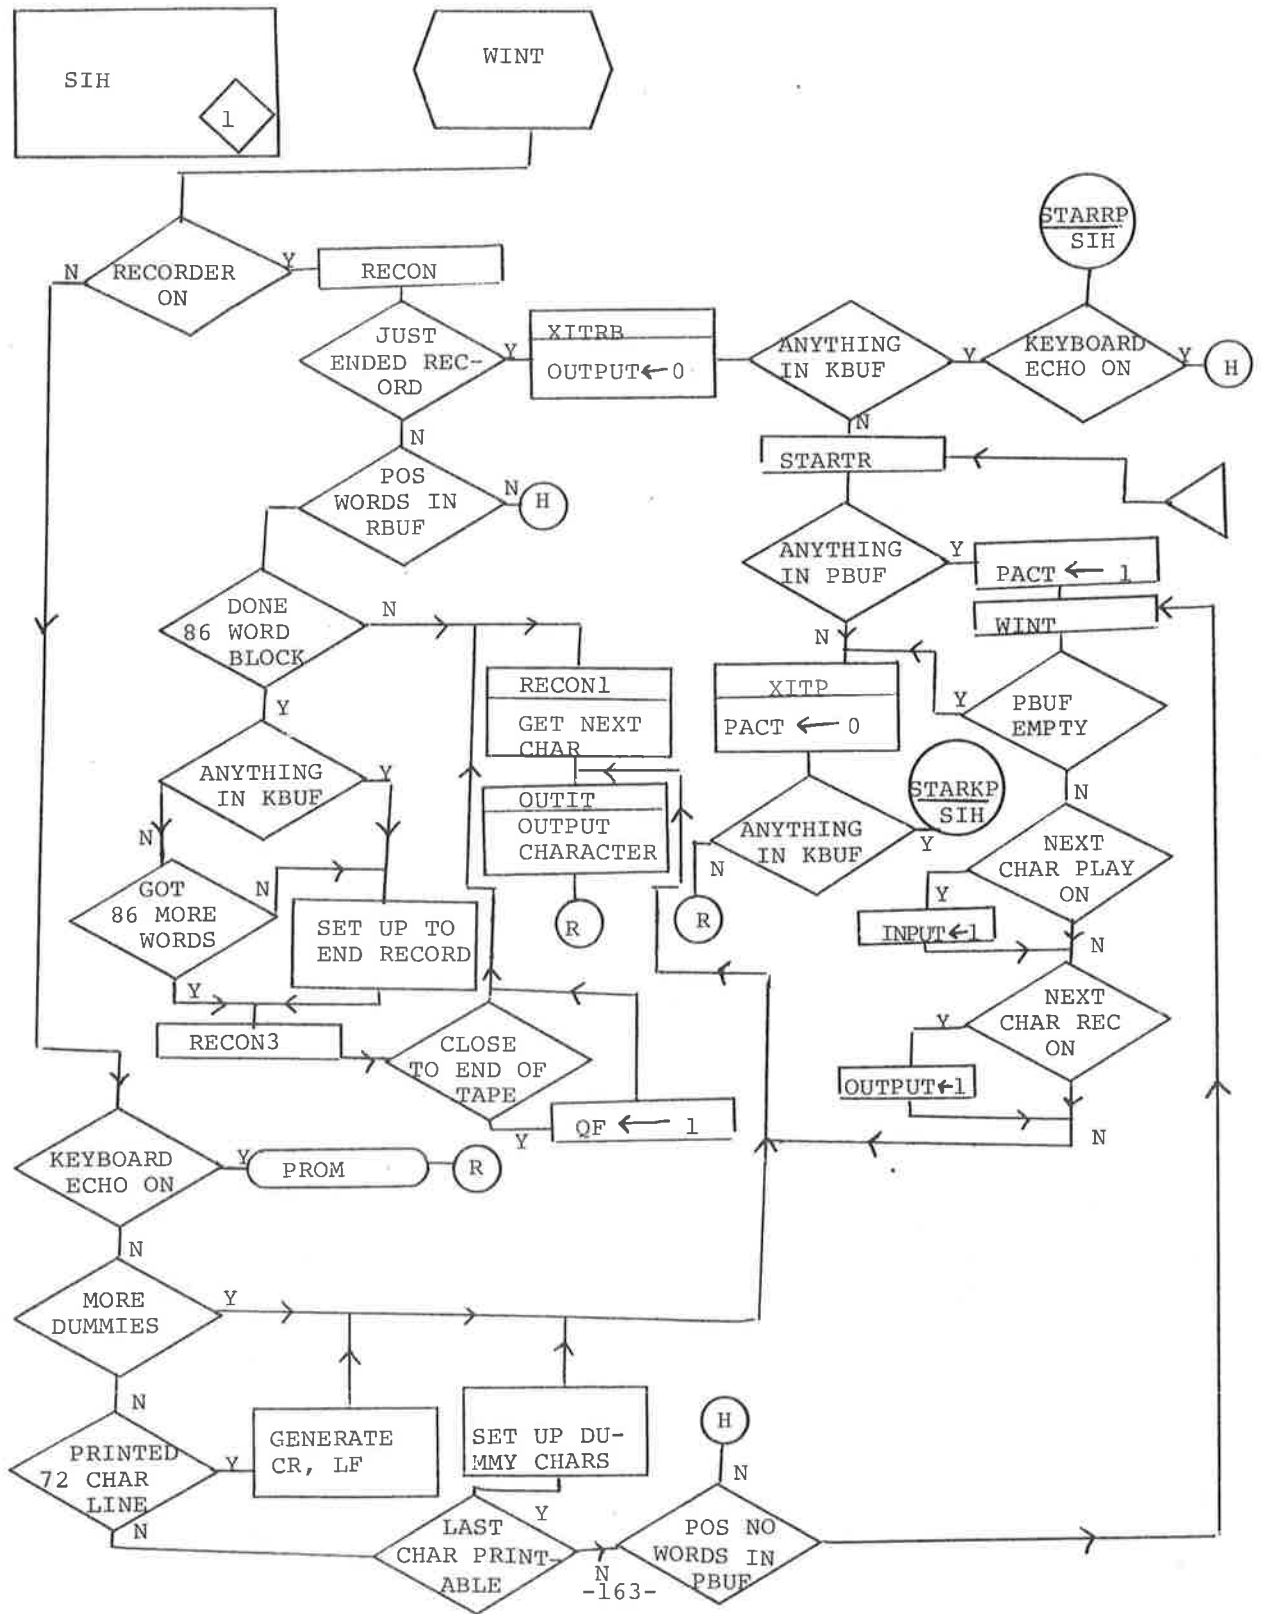 SIH
1
WINT
STARRP
SIH
RECORDER
ON
N
Y
RECON
JUST
ENDED REC-
ORD
Y
N
XITRB
OUTPUT ← 0
ANYTHING
IN KBUF
Y
N
KEYBOARD
ECHO ON
Y
H
STARTR
POS
WORDS IN
RBUF
N
H
ANYTHING
IN PBUF
Y
N
PACT ← 1
WINT
DONE
86 WORD
BLOCK
N
Y
RECON1
GET NEXT
CHAR
XITP
PACT ← 0
PBUF
EMPTY
Y
N
ANYTHING
IN KBUF
Y
N
OUTIT
OUTPUT
CHARACTER
R
ANYTHING
IN KBUF
N
Y
R
STARKP
SIH
NEXT
CHAR PLAY
ON
Y
N
INPUT←1
GOT
86 MORE
WORDS
N
Y
SET UP TO
END RECORD
RECON3
CLOSE
TO END OF
TAPE
Y
QF ← 1
NEXT
CHAR REC
ON
Y
N
OUTPUT←1
KEYBOARD
ECHO ON
Y
N
PROM
R
MORE
DUMMIES
Y
N
PRINTED
72 CHAR
LINE
Y
N
GENERATE
CR, LF
SET UP DU-
MMY CHARS
LAST
CHAR PRINT-
ABLE
Y
N
H
N
POS NO
WORDS IN
PBUF
-163-